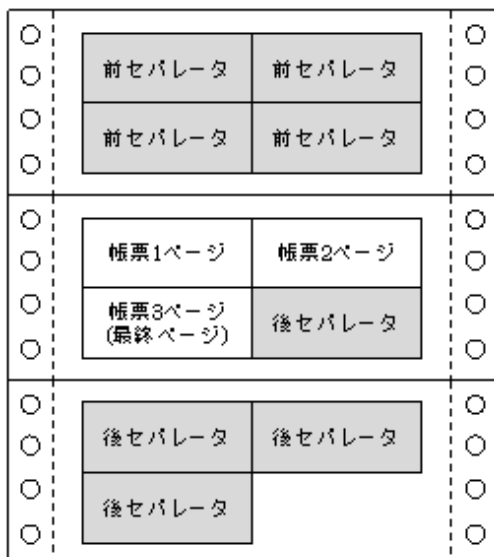 前セパレータ 前セパレータ
前セパレータ 前セパレータ
帳票1ページ 帳票2ページ
帳票3ページ
(最終ページ) 後セパレータ
後セパレータ 後セパレータ
後セパレータ